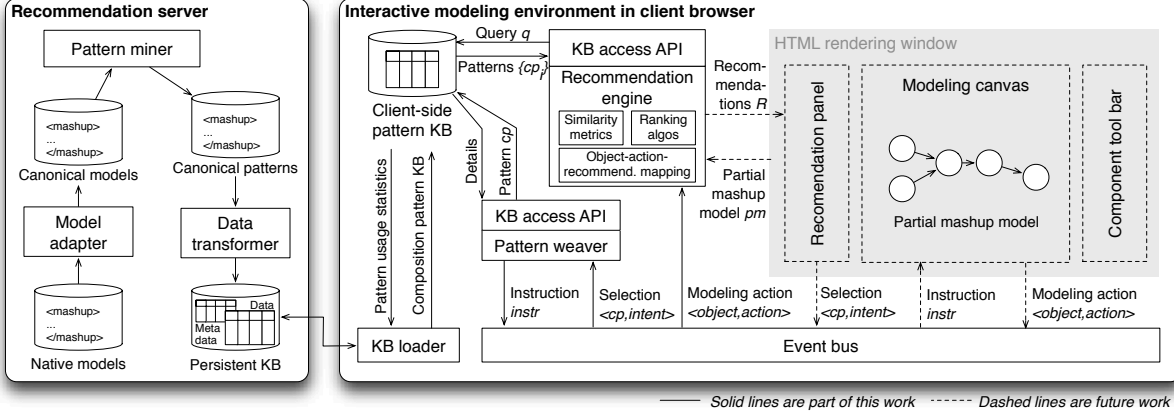 Recommendation server
Pattern miner
<mashup>
...
</mashup>
Canonical models
<mashup>
...
</mashup>
Canonical patterns
Model
adapter
Data
transformer
<mashup>
...
</mashup>
Native models
Data
Meta
data
Persistent KB
Interactive modeling environment in client browser
Query q
Patterns {cpi}
Client-side
pattern KB
KB access API
Recommendation
engine
Similarity
metrics
Ranking
algos
Object-action-
recommend. mapping
Details
Pattern cp
Pattern usage statistics
Composition pattern KB
KB access API
Pattern weaver
Recom-
menda-
tions R
Partial
mashup
model pm
HTML rendering window
Recomendation panel
Modeling canvas
Partial mashup model
Component tool bar
Instruction
instr
Selection
<cp,intent>
Modeling action
<object,action>
Selection
<cp,intent>
Instruction
instr
Modeling action
<object,action>
KB loader
Event bus
Solid lines are part of this work
Dashed lines are future work